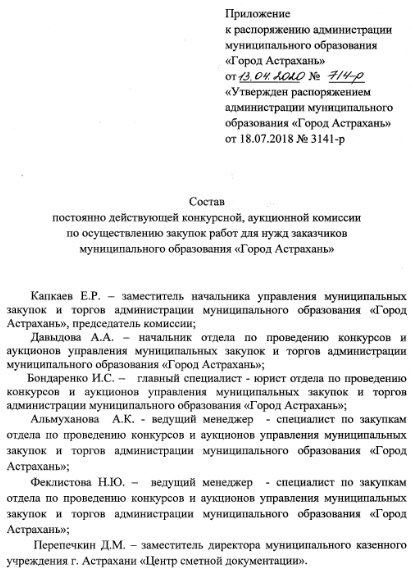 Приложение
к распоряжению администрации
муниципального образования
«Город Астрахань»
от 13.04.2020 № 714-р
«Утвержден распоряжением
администрации муниципального
образования «Город Астрахань»
от 18.07.2018 № 3141-р
Состав
постоянно действующей конкурсной, аукционной комиссии
по осуществлению закупок работ для нужд заказчиков
муниципального образования «Город Астрахань»
Капкаев Е.Р. – заместитель начальника управления муниципальных
закупок и торгов администрации муниципального образования «Город
Астрахань», председатель комиссии;
Давыдова А.А. – начальник отдела по проведению конкурсов и
аукционов управления муниципальных закупок и торгов администрации
муниципального образования «Город Астрахань»;
Бондаренко И.С. – главный специалист - юрист отдела по проведению
конкурсов и аукционов управления муниципальных закупок и торгов
администрации муниципального образования «Город Астрахань»;
Альмуханова А.К. - ведущий менеджер - специалист по закупкам
отдела по проведению конкурсов и аукционов управления муниципальных
закупок и торгов администрации муниципального образования «Город
Астрахань»;
Феклистова Н.Ю. – ведущий менеджер - специалист по закупкам
отдела по проведению конкурсов и аукционов управления муниципальных
закупок и торгов администрации муниципального образования «Город
Астрахань»;
Перепечкин Д.М. – заместитель директора муниципального казенного
учреждения г. Астрахани «Центр сметной документации».